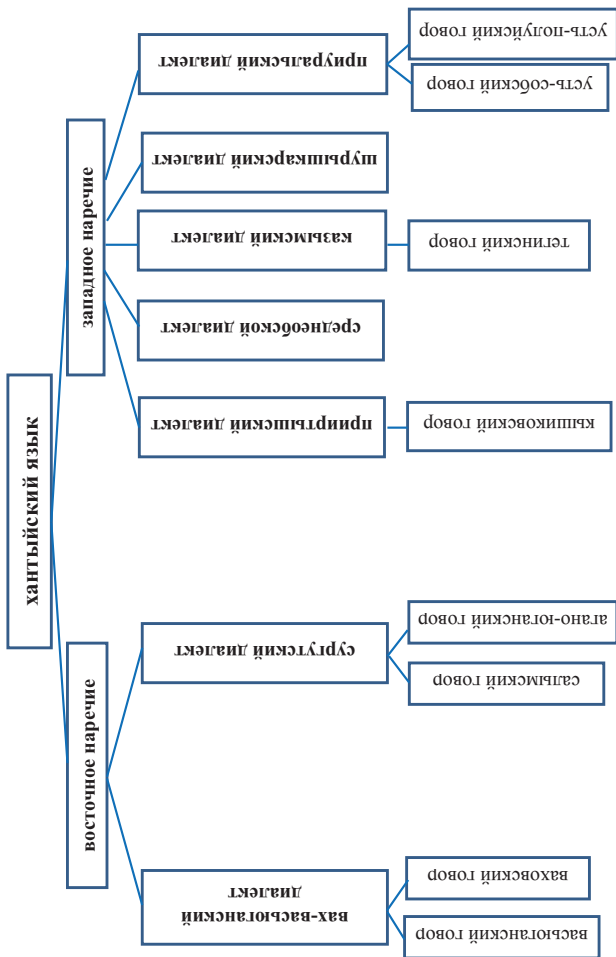 хантыйский язык
восточное наречие
западное наречие
вах-васьюганский
диалект
сургутский диалект
прииртышский диалект
среднеобской диалект
казымский диалект
шурышкарский диалект
приуральский диалект
васьюганский говор
ваховский говор
салымский говор
агано-юганский говор
кышиковский говор
тегинский говор
усть-собский говор
усть-полуйский говор